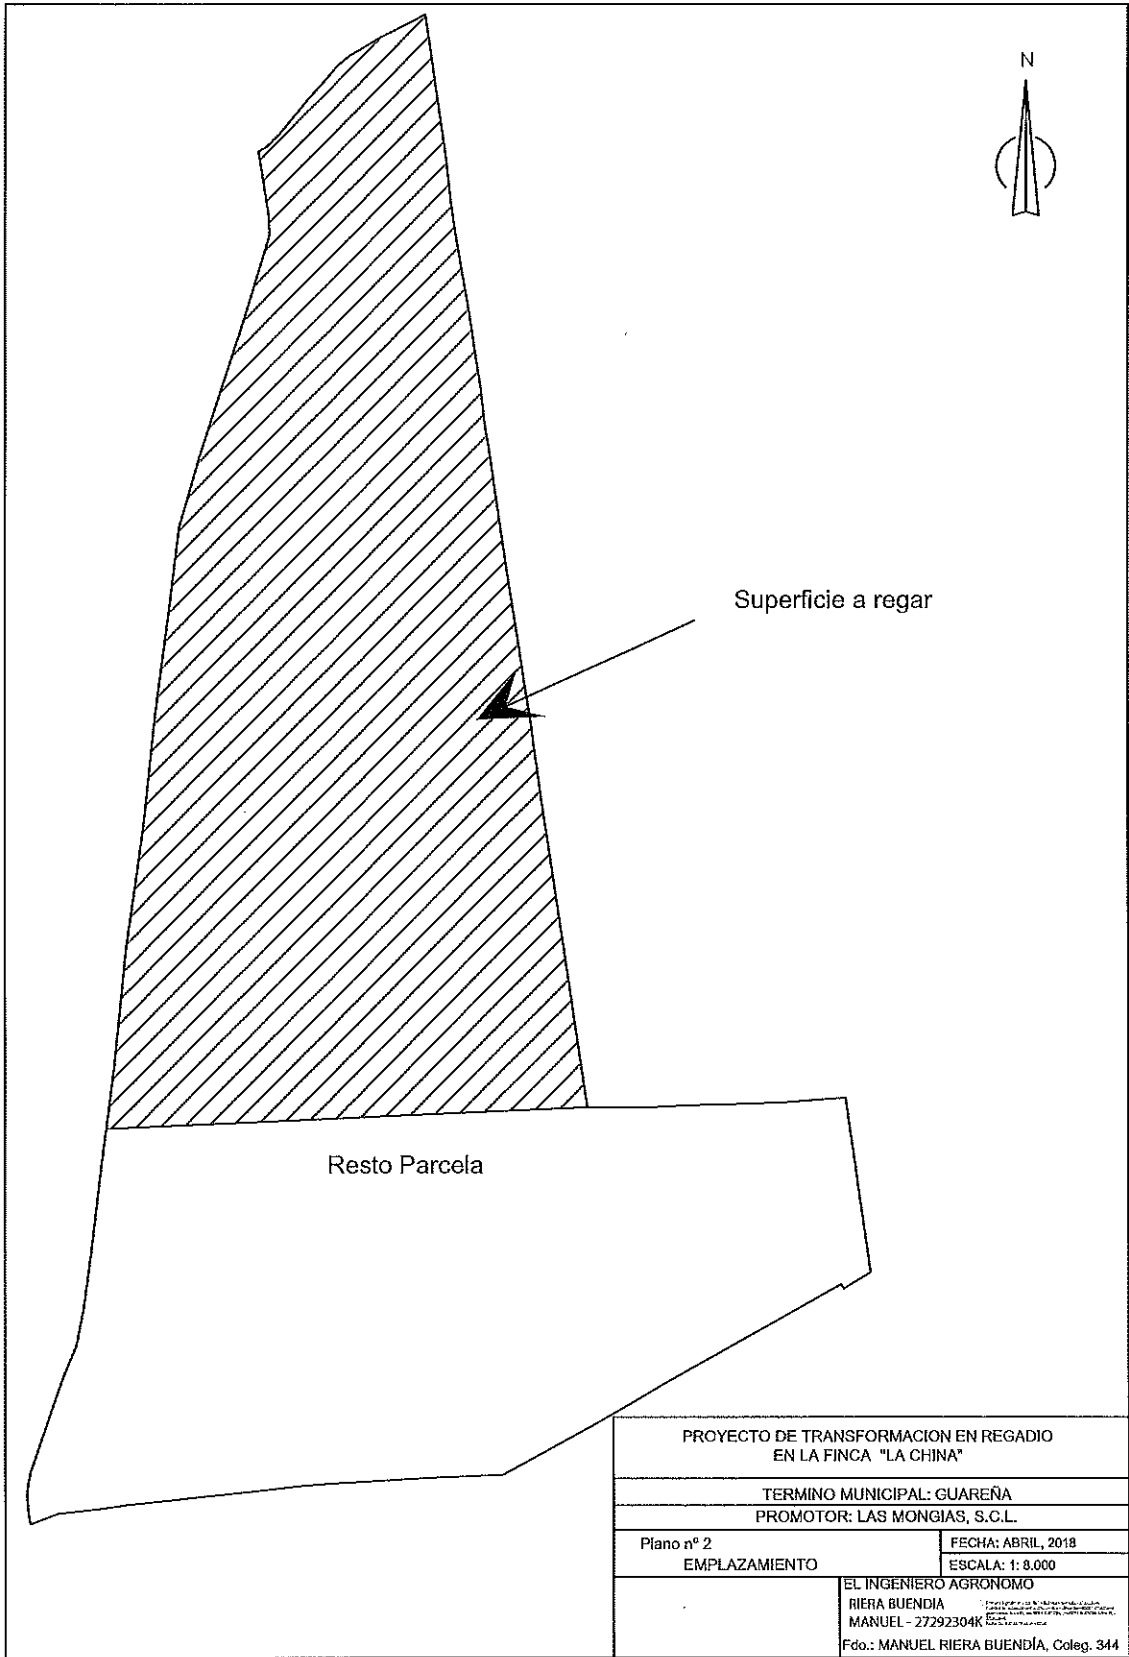 N
Superficie a regar
Resto Parcela
PROYECTO DE TRANSFORMACION EN REGADIO
EN LA FINCA "LA CHINA"
TERMINO MUNICIPAL: GUAREÑA
PROMOTOR: LAS MONGIAS, S.C.L.
Plano nº 2
EMPLAZAMIENTO
FECHA: ABRIL, 2018
ESCALA: 1: 8.000
EL INGENIERO AGRONOMO
RIERA BUENDIA
MANUEL - 27292304K
Fdo.: MANUEL RIERA BUENDÍA, Coleg. 344